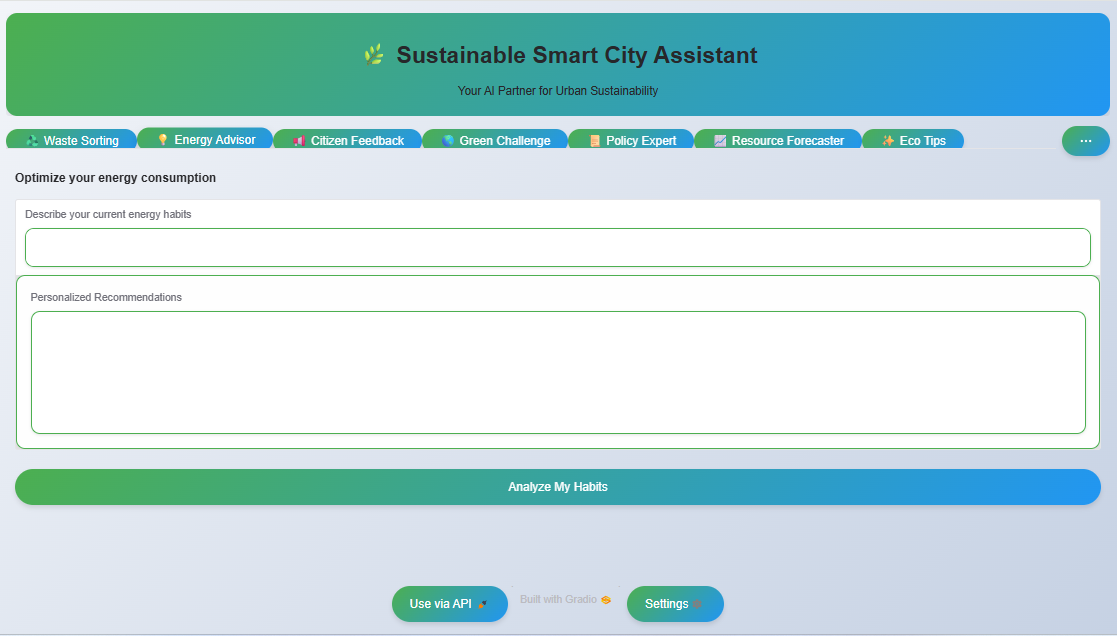 Sustainable Smart City Assistant
Your AI Partner for Urban Sustainability
Waste Sorting Energy Advisor Citizen Feedback Green Challenge Policy Expert Resource Forecaster Eco Tips ...
Optimize your energy consumption
Describe your current energy habits
Personalized Recommendations
Analyze My Habits
Use via API Built with Gradio Settings